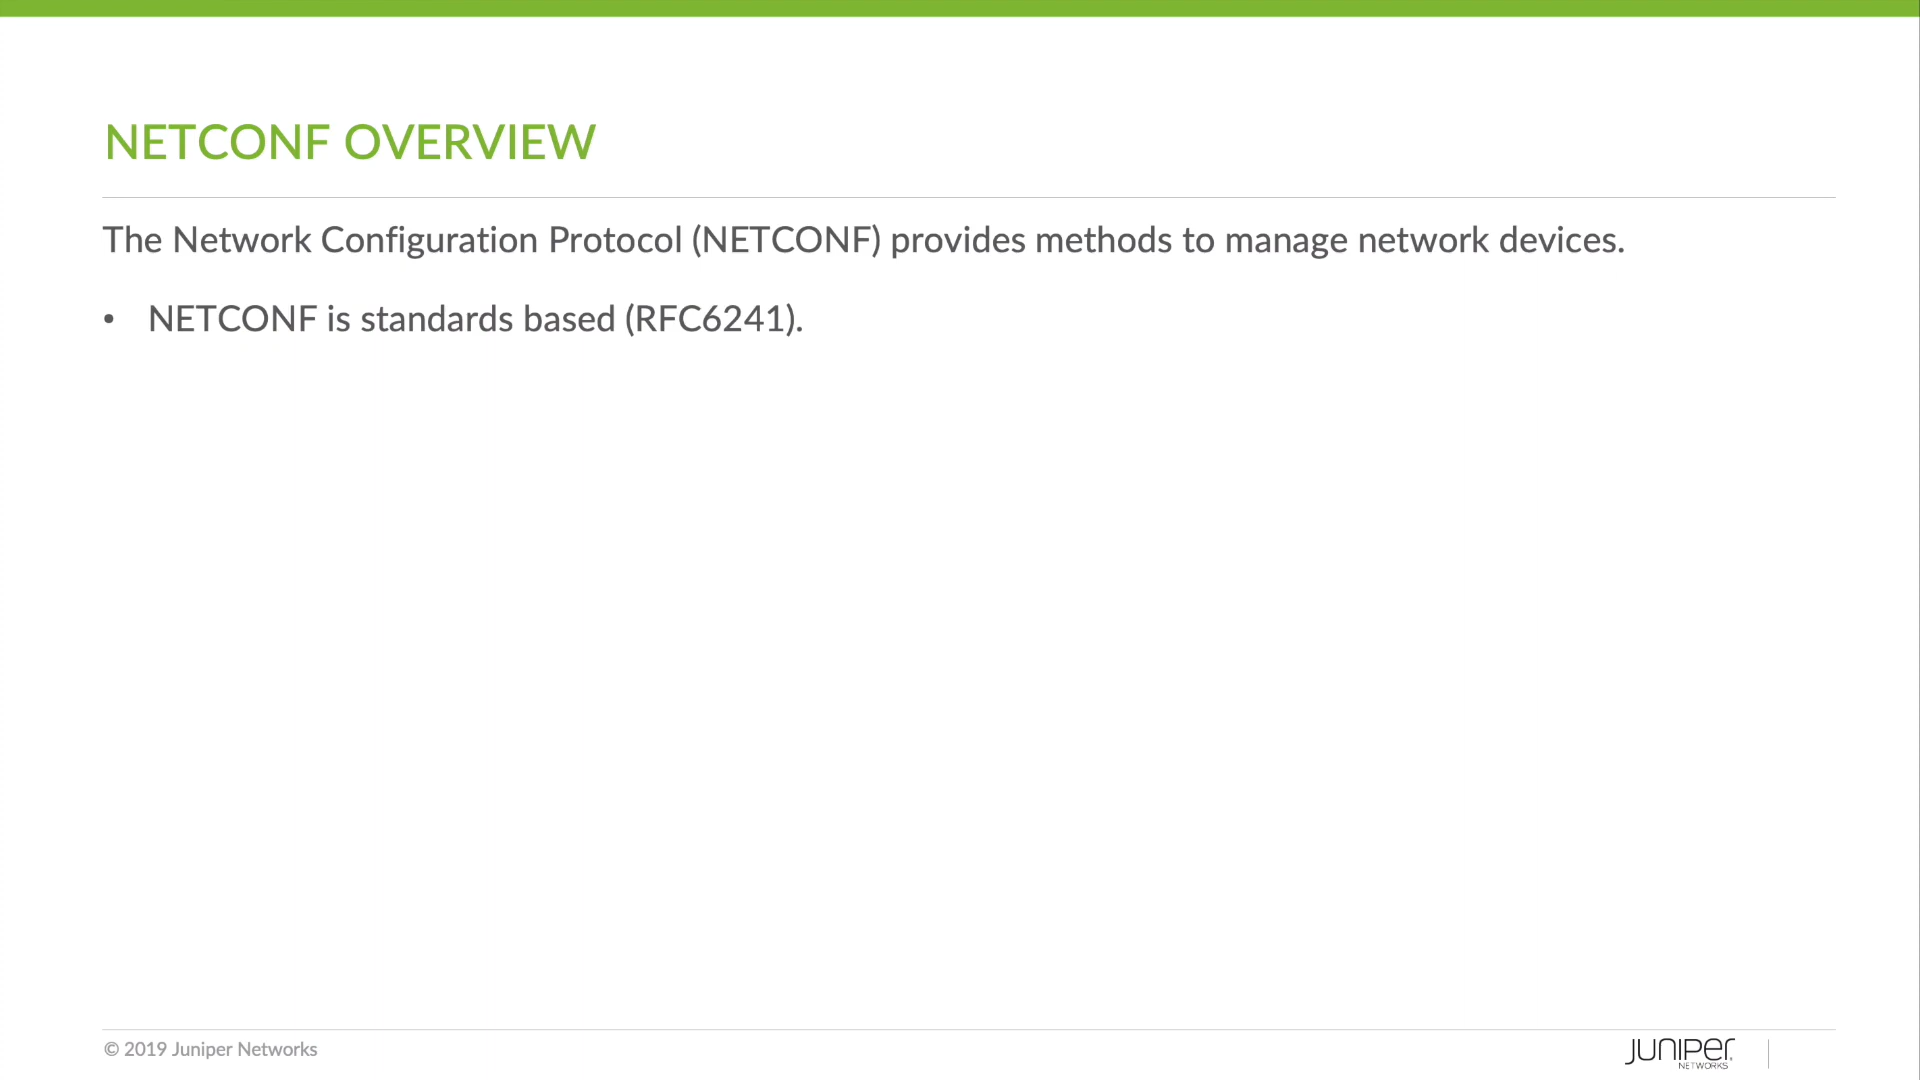 NETCONF OVERVIEW
The Network Configuration Protocol (NETCONF) provides methods to manage network devices.
• NETCONF is standards based (RFC6241).
© 2019 Juniper Networks
JUNIPER
NETWORKS